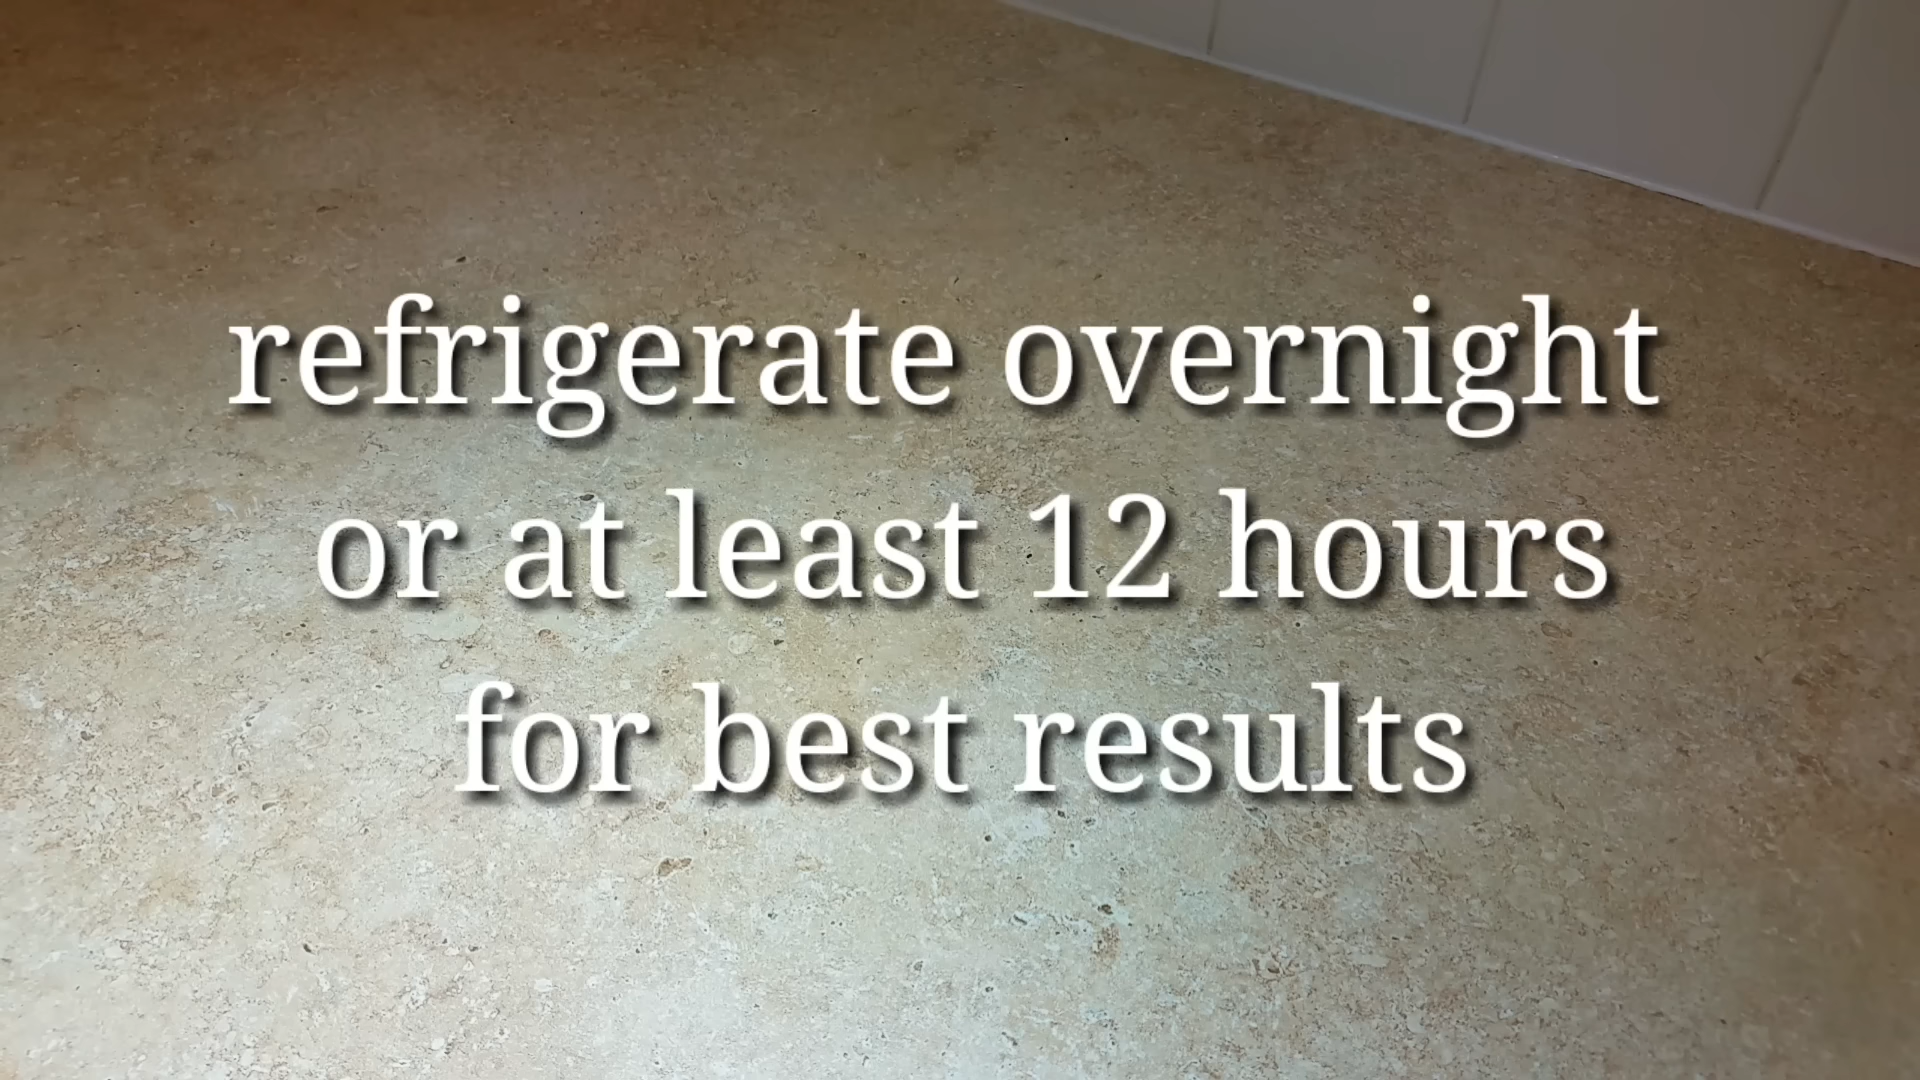 refrigerate overnight
or at least 12 hours
for best results